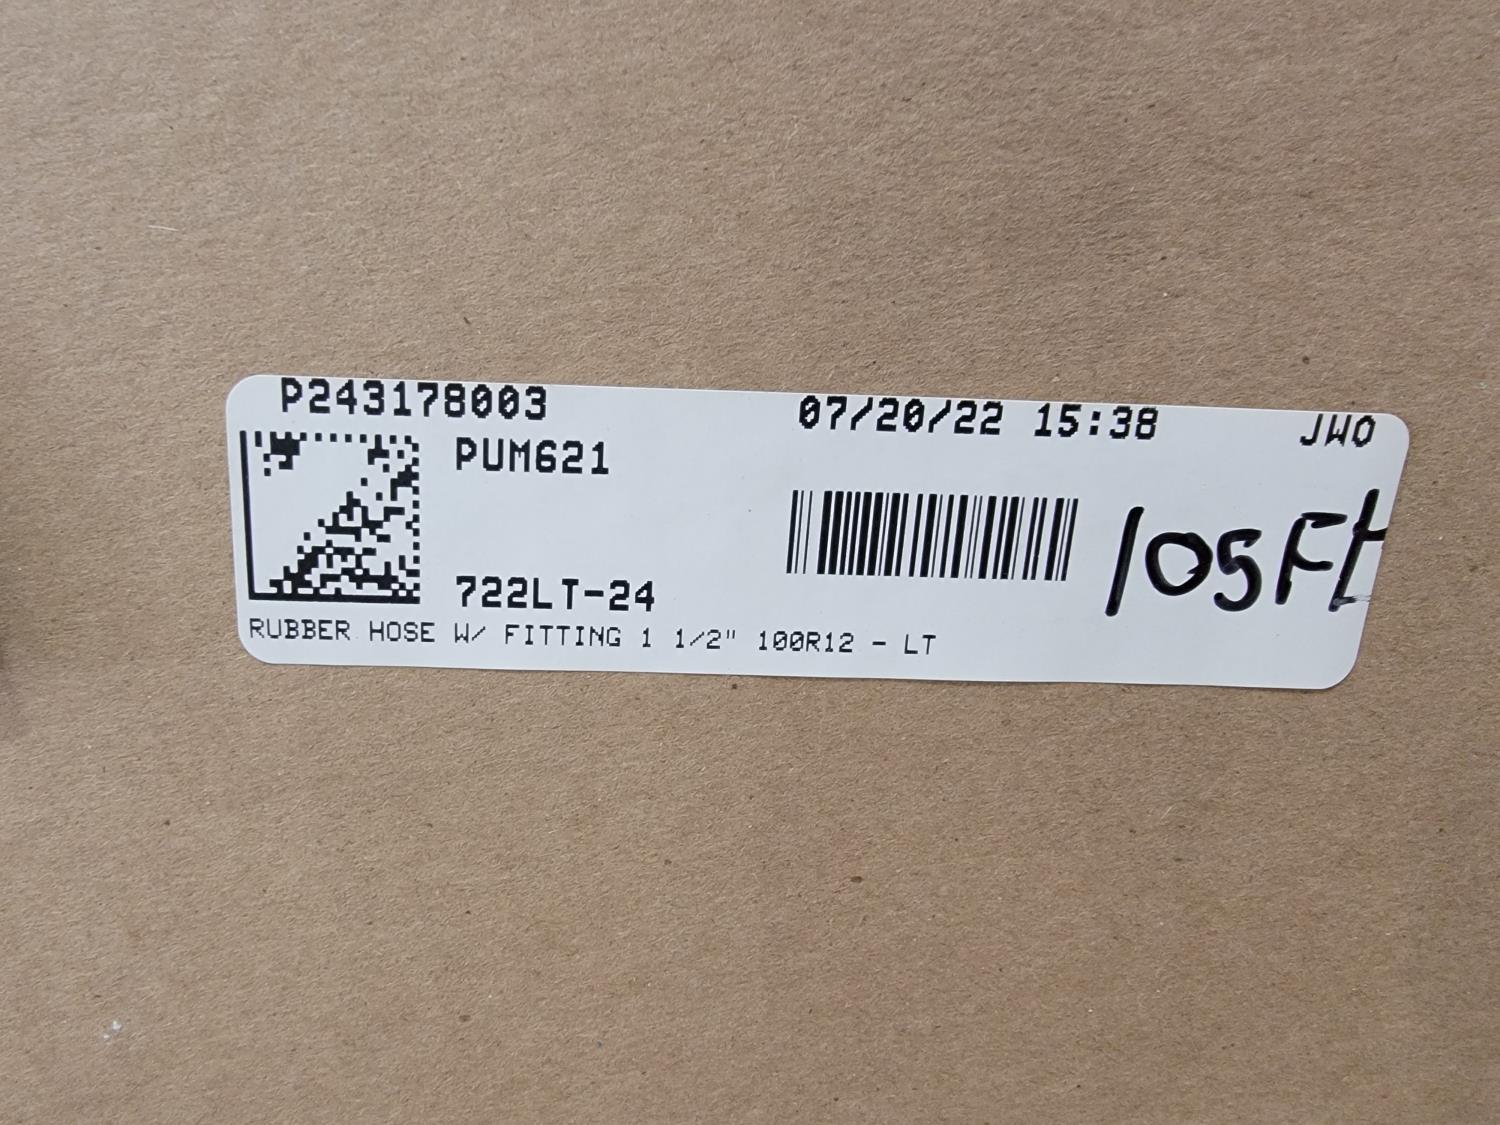 P243178003 07/20/22 15:38 JWO
PUM621
105Ft
722LT-24
RUBBER HOSE W/ FITTING 1 1/2" 100R12 - LT